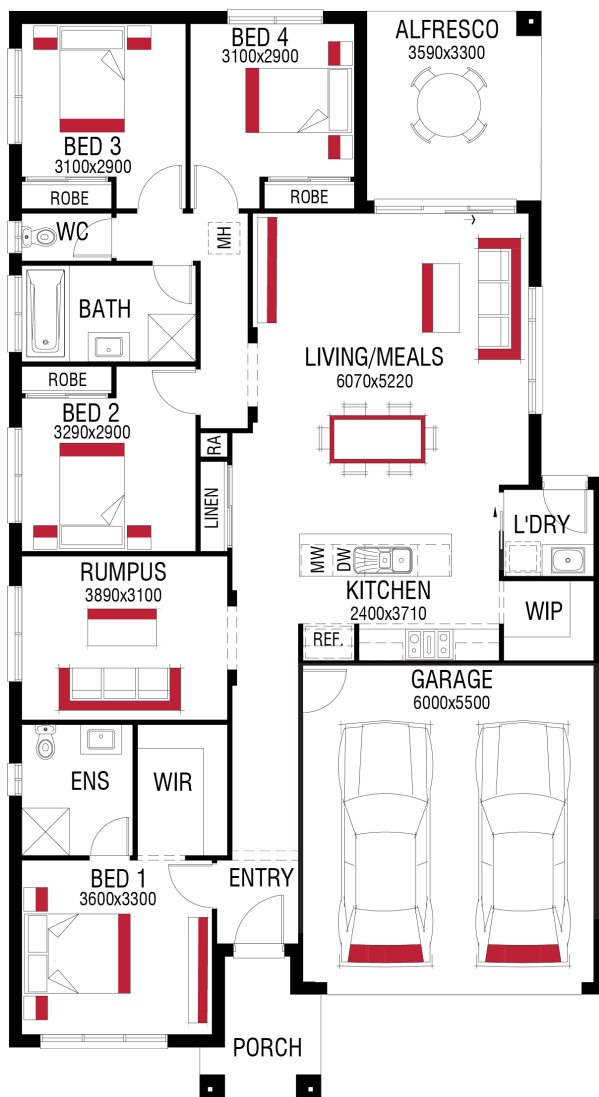 BED 4
3100x2900
ALFRESCO
3590x3300
BED 3
3100x2900
ROBE
ROBE
WC
MH
BATH
LIVING/MEALS
6070x5220
ROBE
BED 2
3290x2900
RA
LINEN
L'DRY
MW
DW
RUMPUS
3890x3100
KITCHEN
2400x3710
WIP
REF.
GARAGE
6000x5500
ENS
WIR
BED 1
3600x3300
ENTRY
PORCH